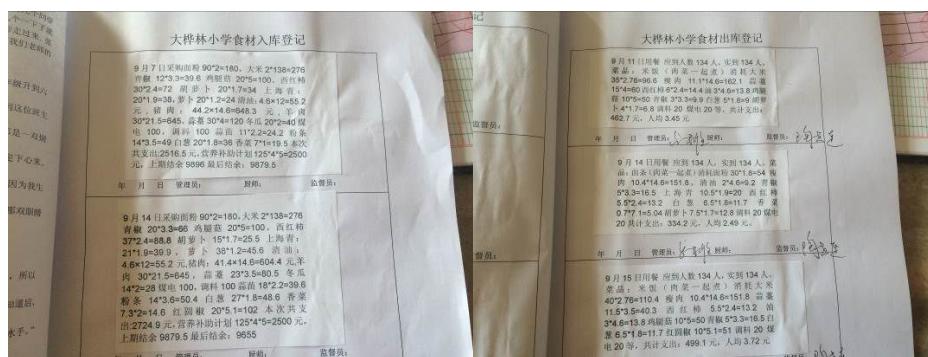 大桦林小学食材入库登记
9月7日采购面粉 90*2=180, 大米 2*138=276
青椒 12*3.3=39.6 鸡腿菇 20*5=100, 西红柿
30*2.4=72 胡萝卜 20*1.7=34 上海青:
20*1.9=38, 萝卜 20*1.2=24 清油: 4.6*12=55.2
元, 猪肉: 44.2*14.6=648.3 元, 羊肉
30*21.5=645, 蒜薹 30*4=120 冬瓜 20*2=40 煤
电 100, 调料 100 蒜苗 11*2.2=24.2 粉条
14*3.5=49 白葱 20*1.8=36 香菜 7*1=19.5 本次
共支出:2516.5 元,营养补助计划 125*4*5=2500
元, 上期结余 9896 最后结余: 9879.5
年 月 日 管理员: 厨师: 监督员:
9月14日采购面粉 90*2=180, 大米 2*138=276
青椒 20*3.3=66 鸡腿菇 20*5=100, 西红柿
37*2.4=88.8 胡萝卜 15*1.7=25.5 上海青:
21*1.9=39.9, 萝卜 38*1.2=45.6 清油:
4.6*12=55.2 元,猪肉: 41.4*14.6=604.4 元,羊
肉 30*21.5=645, 蒜薹 23*3.5=80.5 冬瓜
14*2=28 煤电 100, 调料 100 蒜苗 18*2.2=39.6
粉条 14*3.6=50.4 白葱 27*1.8=48.6 香菜
7.3*2=14.6 红圆椒 20*5.1=102 本次共支
出:2724.9 元,营养补助计划 125*4*5=2500 元,
上期结余 9879.5 最后结余: 9655
年 月 日 管理员: 厨师: 监督员:
大桦林小学食材出库登记
9月11日用餐 应到人数 134 人, 实到 134 人,
菜品: 米饭(肉菜一起煮)消耗大米
35*2.76=96.6 瘦肉 11.1*14.6=162.1 蒜薹
15*4=60 西红柿 6*2.4=14.4 油 3*4.6=13.8 鸡腿
菇 10*5=50 青椒 3*3.3=9.9 白葱 5*1.8=9 胡萝
卜 4*1.7=6.8 调料 20 煤电 20 等, 共计支出:
462.7 元, 人均 3.45 元
年 月 日 管理员: 厨师: 监督员:
9月14日用餐 应到 134 人, 实到 134 人, 菜
品: 面条(肉菜一起煮)消耗面粉 30*1.8=54 瘦
肉 10.4*14.6=151.8, 清油 2*4.6=9.2 青椒
5*3.3=16.5 上海青 10.5*1.9=20 西红柿
5.5*2.4=13.2 白葱 6.5*1.8=11.7 香菜
0.7*7.1=5.04 胡萝卜 7.5*1.7=12.8 调料 20 煤电
20, 共计支出: 334.2 元, 人均 2.49 元。
年 月 日 管理员: 厨师: 监督员:
9月15日用餐 应到人数 134 人, 实到 134 人,
菜品: 米饭(肉菜一起煮)消耗大米
40*2.76=110.4 瘦肉 10.4*14.6=151.8 蒜薹
11.5*3.5=40.3 西红柿 5.5*2.4=13.2 油
3*4.6=13.8 鸡腿菇 10*5=50 青椒 5*3.3=16.5 白
葱 6.5*1.8=11.7 红圆椒 10*5.1=51 调料 20 煤
电 20 等, 共计支出: 499.1 元, 人均 3.72 元